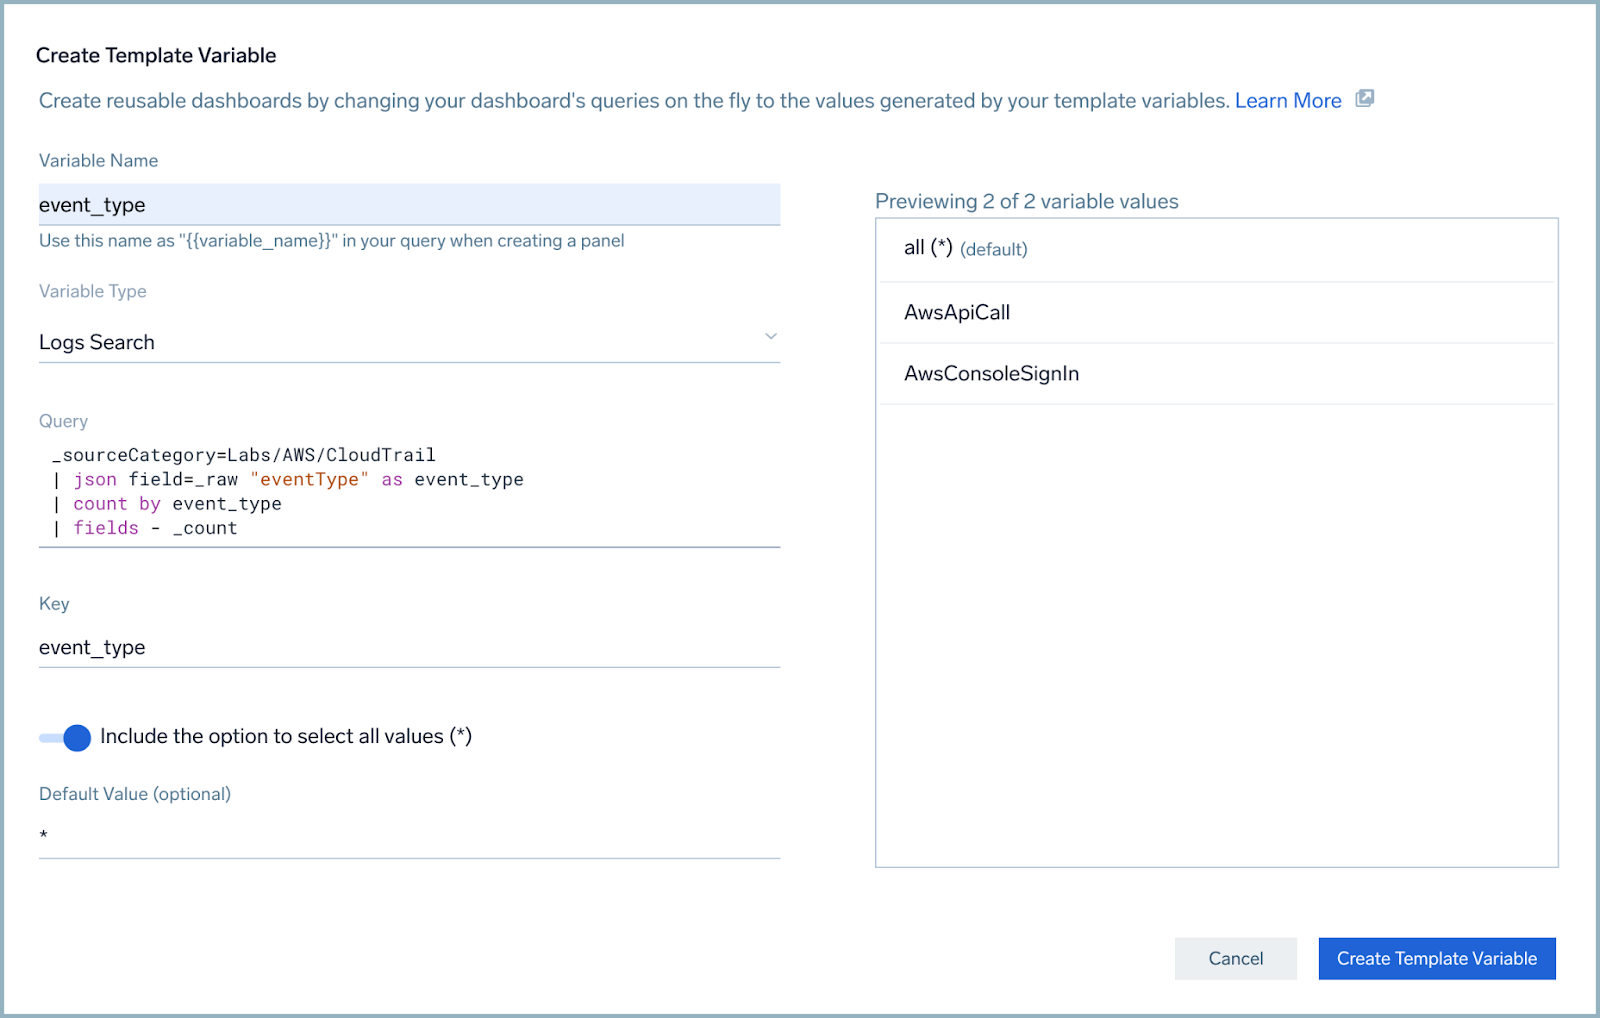 Create Template Variable
Create reusable dashboards by changing your dashboard's queries on the fly to the values generated by your template variables. Learn More
Variable Name
event_type
Use this name as "{{variable_name}}" in your query when creating a panel
Variable Type
Logs Search
Query
_sourceCategory=Labs/AWS/CloudTrail
| json field=_raw "eventType" as event_type
| count by event_type
| fields - _count
Key
event_type
Include the option to select all values (*)
Default Value (optional)
*
Previewing 2 of 2 variable values
all (*) (default)
AwsApiCall
AwsConsoleSignIn
Cancel
Create Template Variable